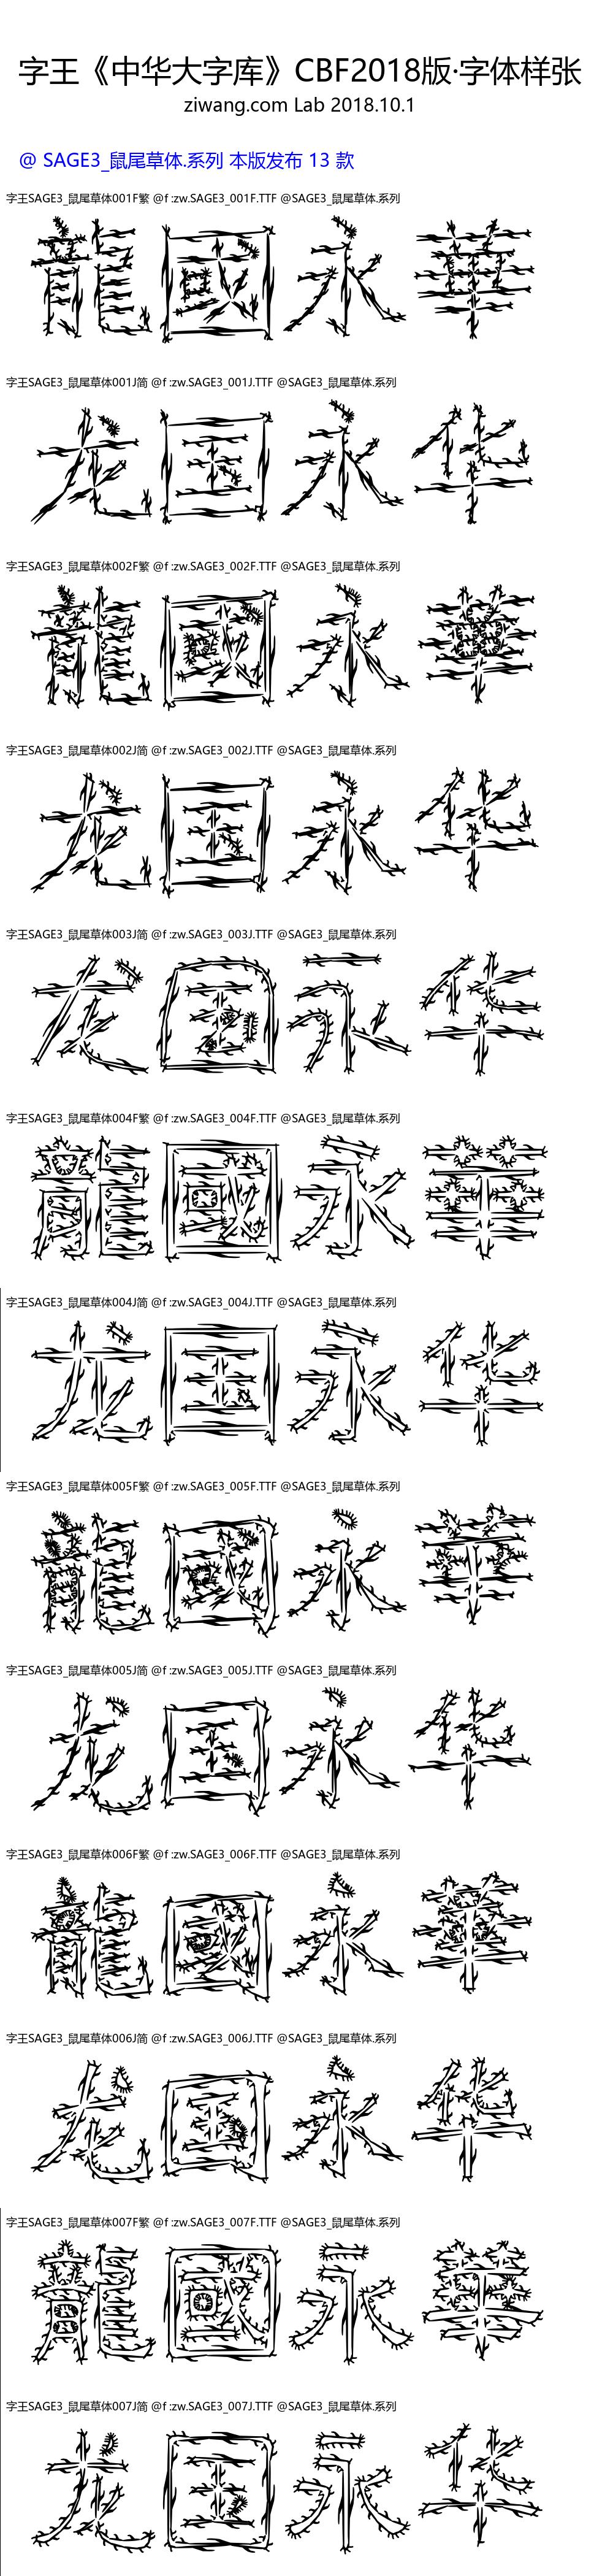 字王《中华大字库》CBF2018版·字体样张
ziwang.com Lab 2018.10.1
@ SAGE3_鼠尾草体.系列 本版发布 13 款
字王SAGE3_鼠尾草体001F繁 @f :zw.SAGE3_001F.TTF @SAGE3_鼠尾草体.系列
龍國永華
字王SAGE3_鼠尾草体001J简 @f :zw.SAGE3_001J.TTF @SAGE3_鼠尾草体.系列
龙国永华
字王SAGE3_鼠尾草体002F繁 @f :zw.SAGE3_002F.TTF @SAGE3_鼠尾草体.系列
龍國永華
字王SAGE3_鼠尾草体002J简 @f :zw.SAGE3_002J.TTF @SAGE3_鼠尾草体.系列
龙国永华
字王SAGE3_鼠尾草体003J简 @f :zw.SAGE3_003J.TTF @SAGE3_鼠尾草体.系列
龙国永华
字王SAGE3_鼠尾草体004F繁 @f :zw.SAGE3_004F.TTF @SAGE3_鼠尾草体.系列
龍國永華
字王SAGE3_鼠尾草体004J简 @f :zw.SAGE3_004J.TTF @SAGE3_鼠尾草体.系列
龙国永华
字王SAGE3_鼠尾草体005F繁 @f :zw.SAGE3_005F.TTF @SAGE3_鼠尾草体.系列
龍國永華
字王SAGE3_鼠尾草体005J简 @f :zw.SAGE3_005J.TTF @SAGE3_鼠尾草体.系列
龙国永华
字王SAGE3_鼠尾草体006F繁 @f :zw.SAGE3_006F.TTF @SAGE3_鼠尾草体.系列
龍國永華
字王SAGE3_鼠尾草体006J简 @f :zw.SAGE3_006J.TTF @SAGE3_鼠尾草体.系列
龙国永华
字王SAGE3_鼠尾草体007F繁 @f :zw.SAGE3_007F.TTF @SAGE3_鼠尾草体.系列
龍國永華
字王SAGE3_鼠尾草体007J简 @f :zw.SAGE3_007J.TTF @SAGE3_鼠尾草体.系列
龙国永华